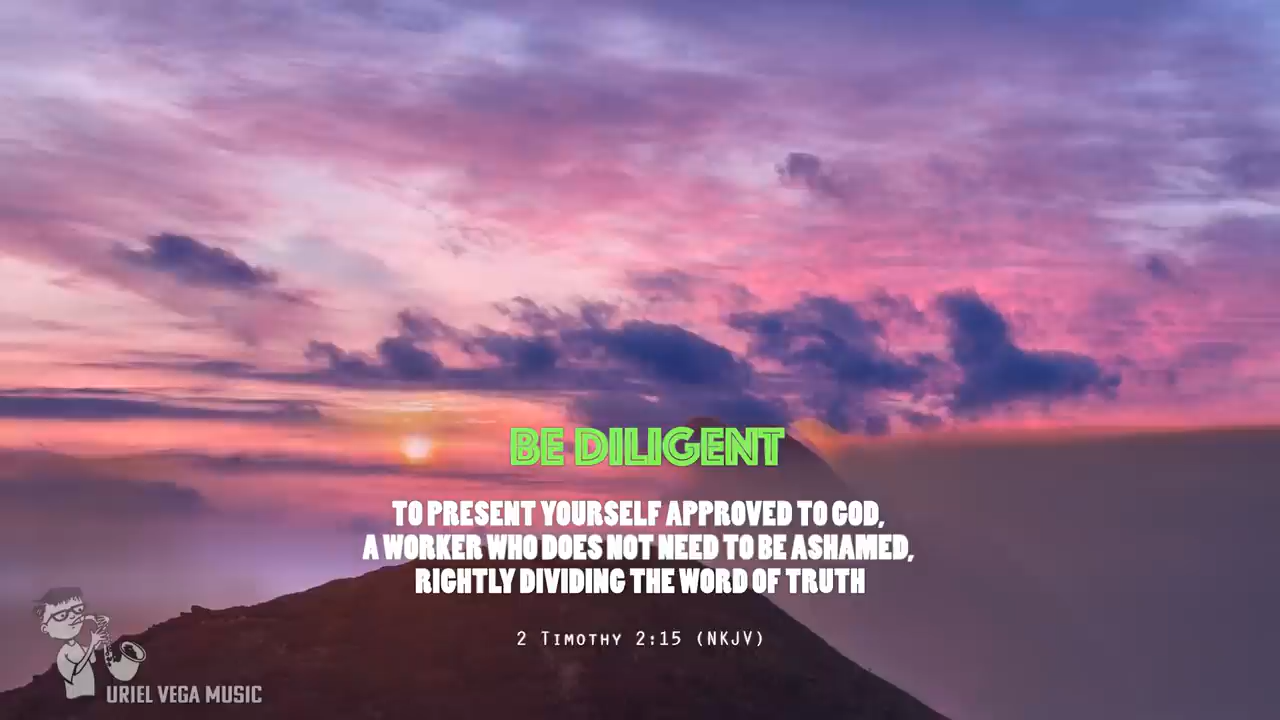 BE DILIGENT
TO PRESENT YOURSELF APPROVED TO GOD,
A WORKER WHO DOES NOT NEED TO BE ASHAMED,
RIGHTLY DIVIDING THE WORD OF TRUTH
2 Timothy 2:15 (NKJV)
URIEL VEGA MUSIC